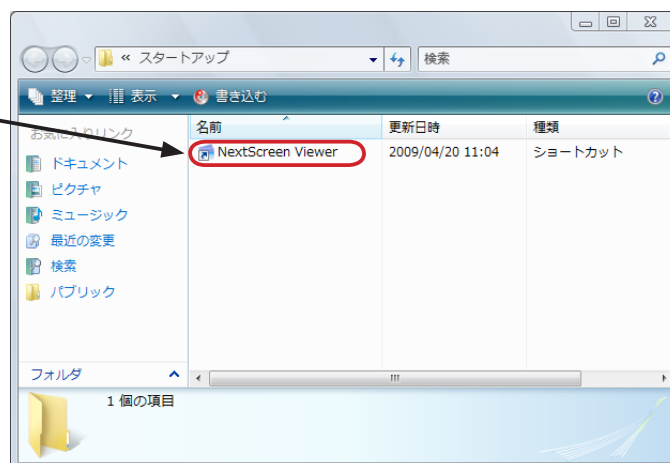 « スタートアップ
検索
整理 表示 書き込む
お気に入りリンク
ドキュメント
ピクチャ
ミュージック
最近の変更
検索
パブリック
フォルダ
名前 更新日時 種類
NextScreen Viewer 2009/04/20 11:04 ショートカット
1 個の項目